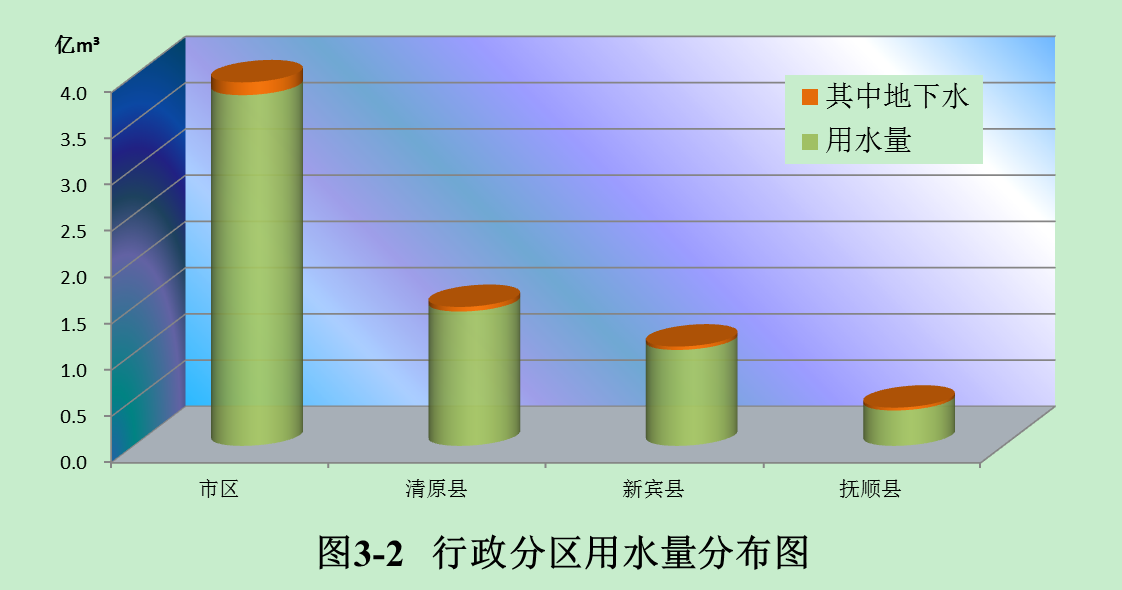 亿m³
4.0
3.5
3.0
2.5
2.0
1.5
1.0
0.5
0.0
其中地下水
用水量
市区
清原县
新宾县
抚顺县
图3-2 行政分区用水量分布图